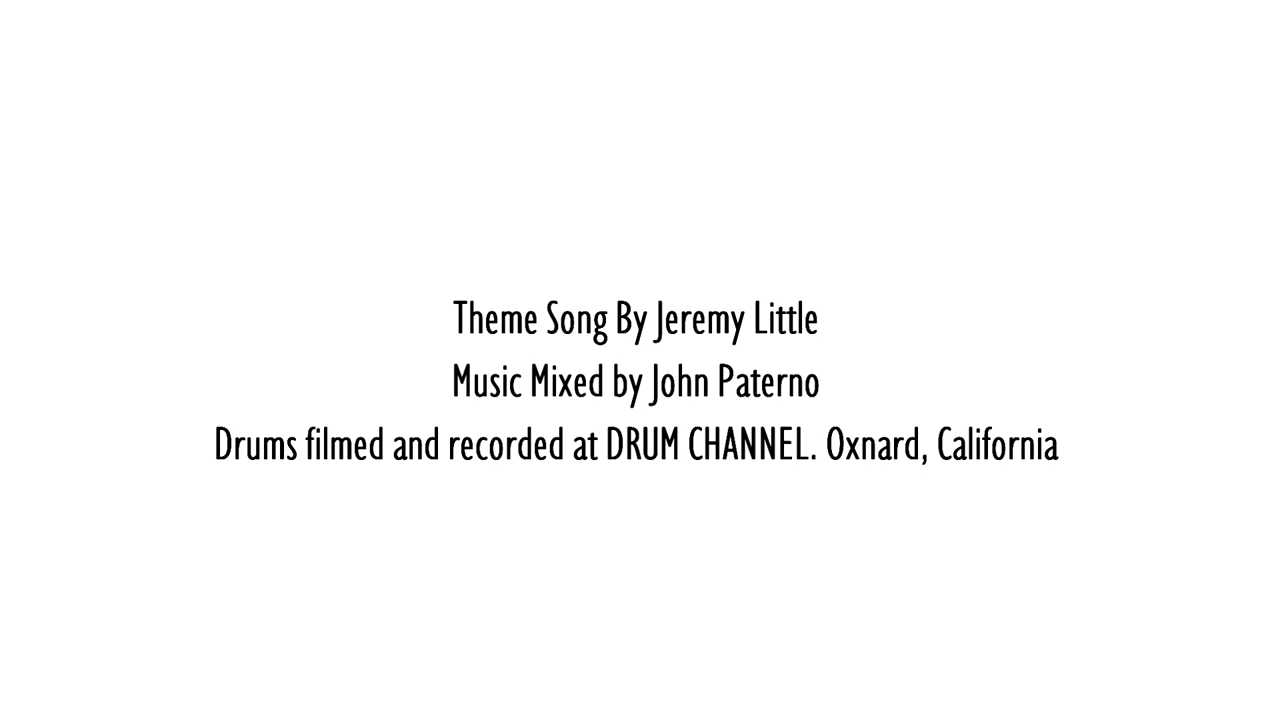 Theme Song By Jeremy Little
Music Mixed by John Paterno
Drums filmed and recorded at DRUM CHANNEL. Oxnard, California